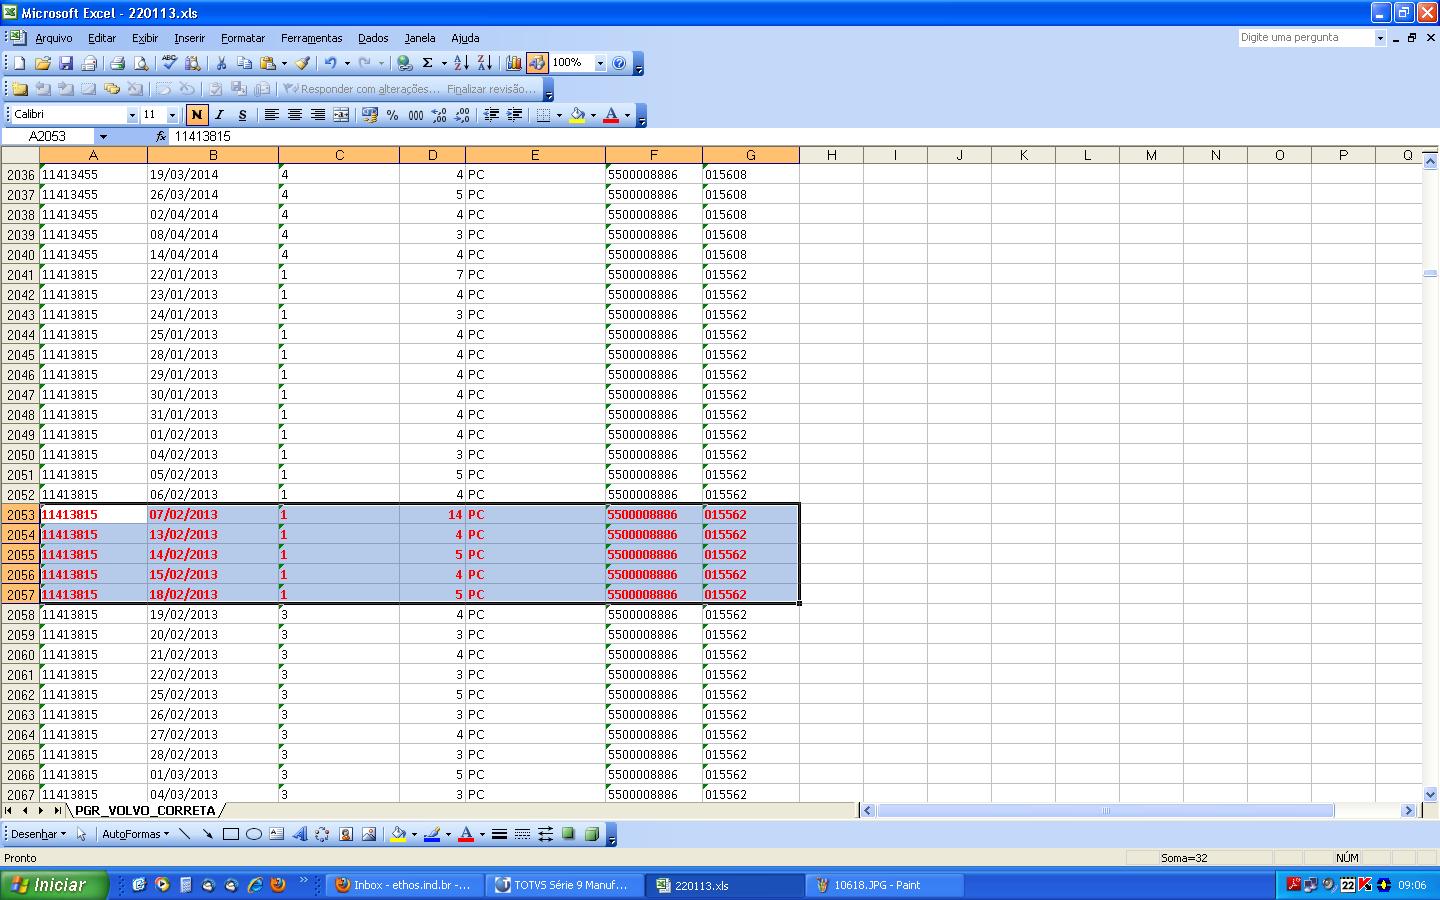 Microsoft Excel - 220113.xls
Arquivo Editar Exibir Inserir Formatar Ferramentas Dados Janela Ajuda Digite uma pergunta
100%
Responder com alterações... Finalizar revisão...
Calibri 11 N I S % 000
A2053 fx 11413815
A B C D E F G H I J K L M N O P Q
2036 11413455 19/03/2014 4 4 PC 5500008886 015608
2037 11413455 26/03/2014 4 5 PC 5500008886 015608
2038 11413455 02/04/2014 4 4 PC 5500008886 015608
2039 11413455 08/04/2014 4 3 PC 5500008886 015608
2040 11413455 14/04/2014 4 4 PC 5500008886 015608
2041 11413815 22/01/2013 1 7 PC 5500008886 015562
2042 11413815 23/01/2013 1 4 PC 5500008886 015562
2043 11413815 24/01/2013 1 3 PC 5500008886 015562
2044 11413815 25/01/2013 1 4 PC 5500008886 015562
2045 11413815 28/01/2013 1 4 PC 5500008886 015562
2046 11413815 29/01/2013 1 4 PC 5500008886 015562
2047 11413815 30/01/2013 1 4 PC 5500008886 015562
2048 11413815 31/01/2013 1 4 PC 5500008886 015562
2049 11413815 01/02/2013 1 4 PC 5500008886 015562
2050 11413815 04/02/2013 1 3 PC 5500008886 015562
2051 11413815 05/02/2013 1 5 PC 5500008886 015562
2052 11413815 06/02/2013 1 4 PC 5500008886 015562
2053 11413815 07/02/2013 1 14 PC 5500008886 015562
2054 11413815 13/02/2013 1 4 PC 5500008886 015562
2055 11413815 14/02/2013 1 5 PC 5500008886 015562
2056 11413815 15/02/2013 1 4 PC 5500008886 015562
2057 11413815 18/02/2013 1 5 PC 5500008886 015562
2058 11413815 19/02/2013 3 4 PC 5500008886 015562
2059 11413815 20/02/2013 3 3 PC 5500008886 015562
2060 11413815 21/02/2013 3 4 PC 5500008886 015562
2061 11413815 22/02/2013 3 3 PC 5500008886 015562
2062 11413815 25/02/2013 3 5 PC 5500008886 015562
2063 11413815 26/02/2013 3 3 PC 5500008886 015562
2064 11413815 27/02/2013 3 4 PC 5500008886 015562
2065 11413815 28/02/2013 3 3 PC 5500008886 015562
2066 11413815 01/03/2013 3 5 PC 5500008886 015562
2067 11413815 04/03/2013 3 3 PC 5500008886 015562
PGR_VOLVO_CORRETA
Desenhar AutoFormas
Pronto Soma=32 NÚM
Iniciar Inbox - ethos.ind.br -... TOTVS Série 9 Manuf... 220113.xls 10618.JPG - Paint 22 09:06